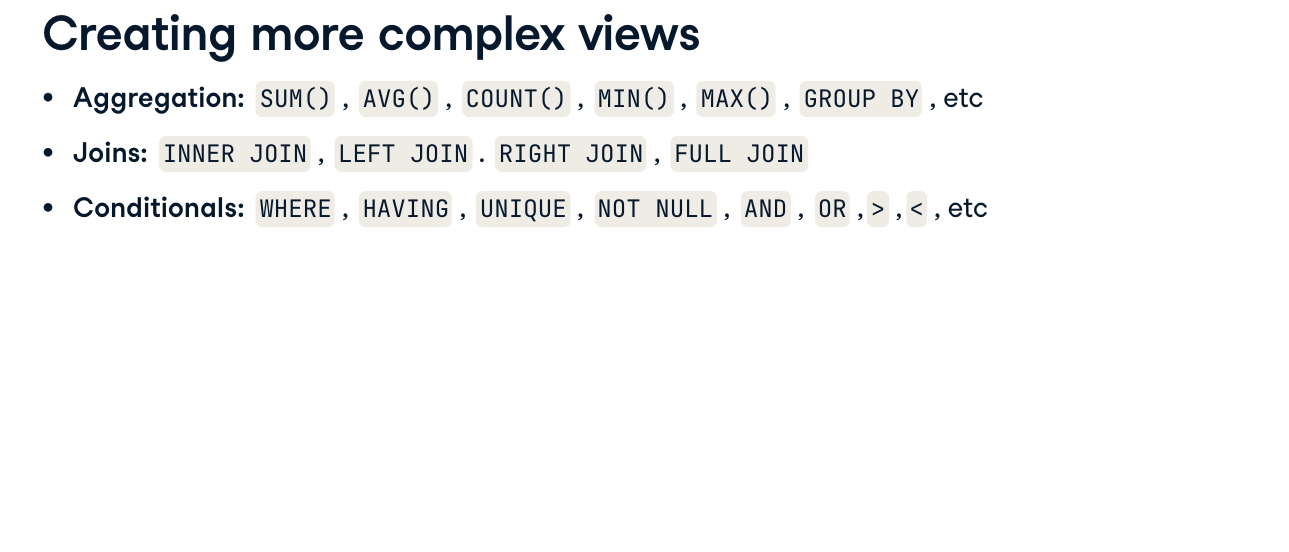 Creating more complex views
• Aggregation: SUM() , AVG() , COUNT() , MIN() , MAX() , GROUP BY , etc
• Joins: INNER JOIN , LEFT JOIN . RIGHT JOIN , FULL JOIN
• Conditionals: WHERE , HAVING , UNIQUE , NOT NULL , AND , OR , > , < , etc